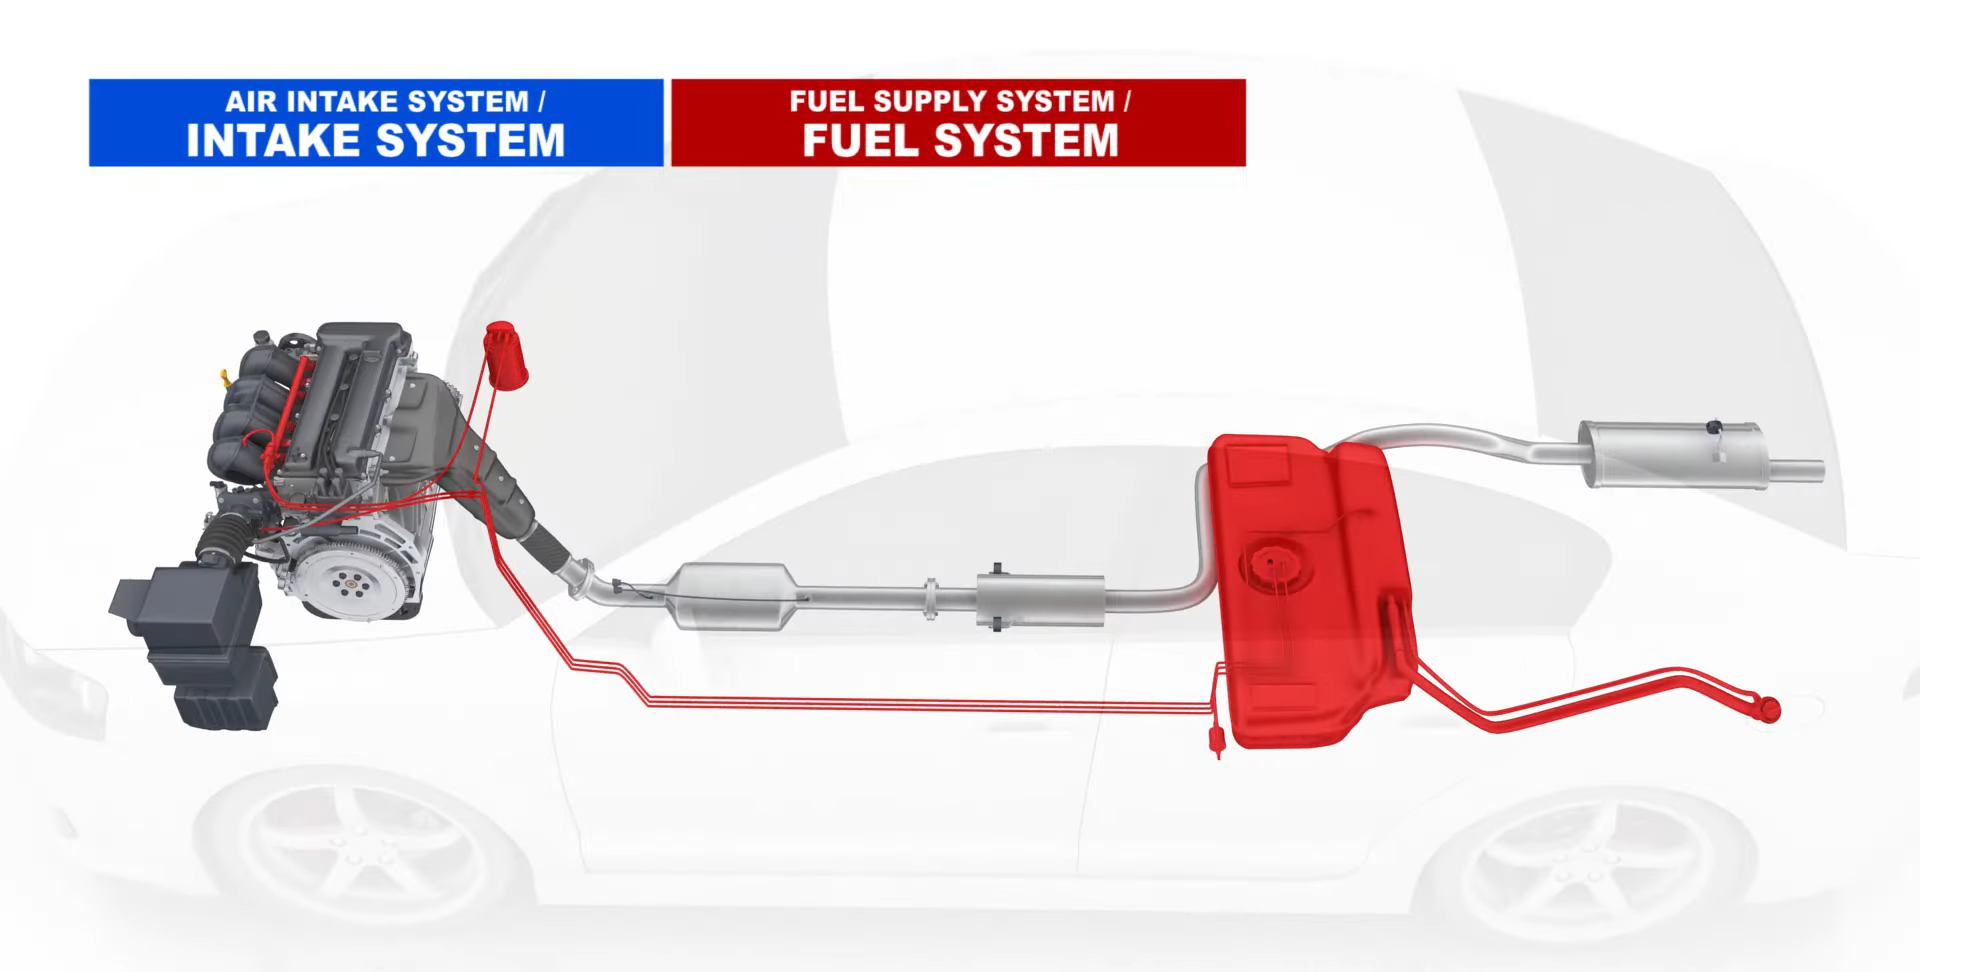 AIR INTAKE SYSTEM /
INTAKE SYSTEM
FUEL SUPPLY SYSTEM /
FUEL SYSTEM